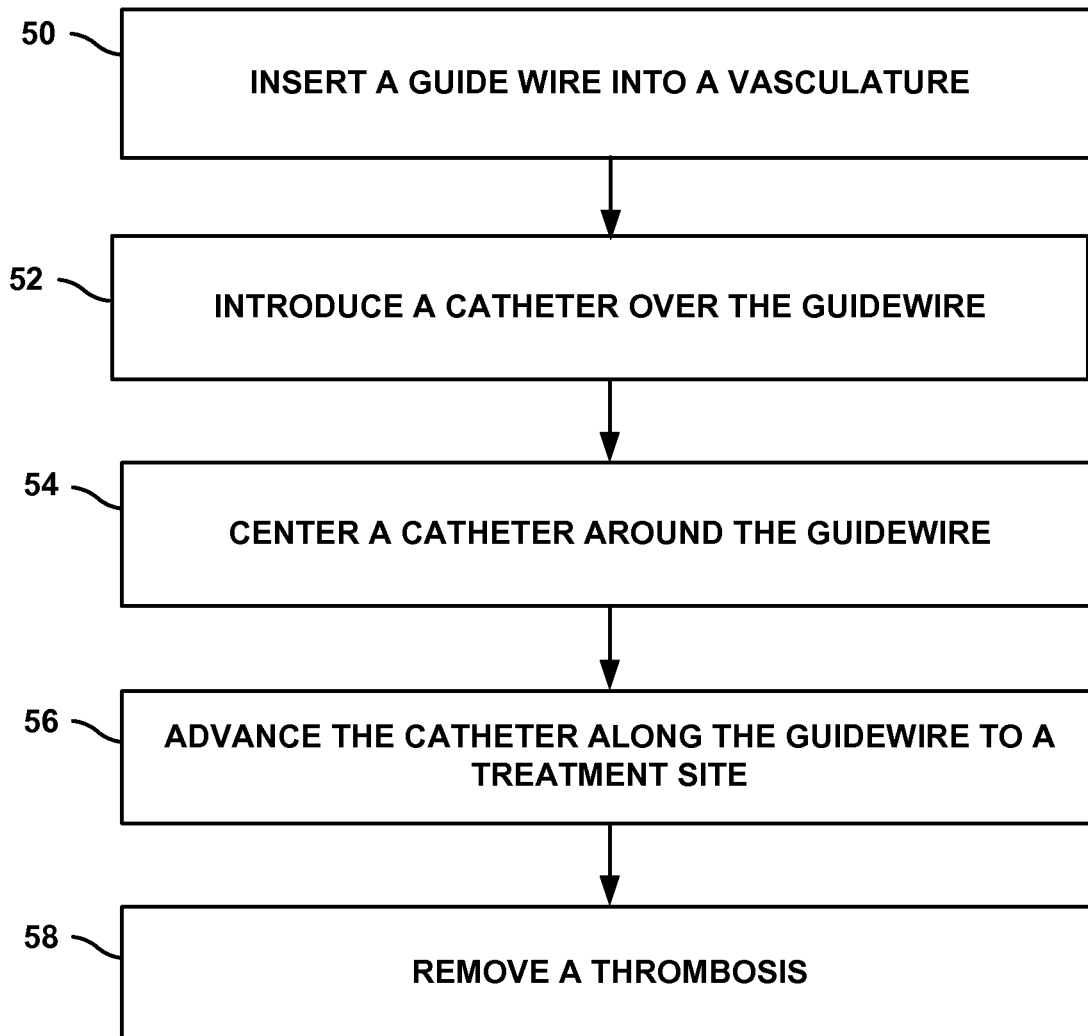 50
INSERT A GUIDE WIRE INTO A VASCULATURE
52
INTRODUCE A CATHETER OVER THE GUIDEWIRE
54
CENTER A CATHETER AROUND THE GUIDEWIRE
56
ADVANCE THE CATHETER ALONG THE GUIDEWIRE TO A
TREATMENT SITE
58
REMOVE A THROMBOSIS